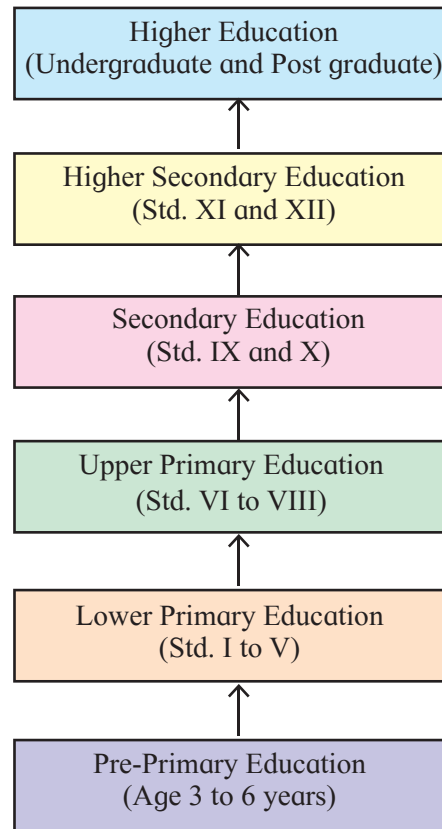 Higher Education
(Undergraduate and Post graduate)
Higher Secondary Education
(Std. XI and XII)
Secondary Education
(Std. IX and X)
Upper Primary Education
(Std. VI to VIII)
Lower Primary Education
(Std. I to V)
Pre-Primary Education
(Age 3 to 6 years)